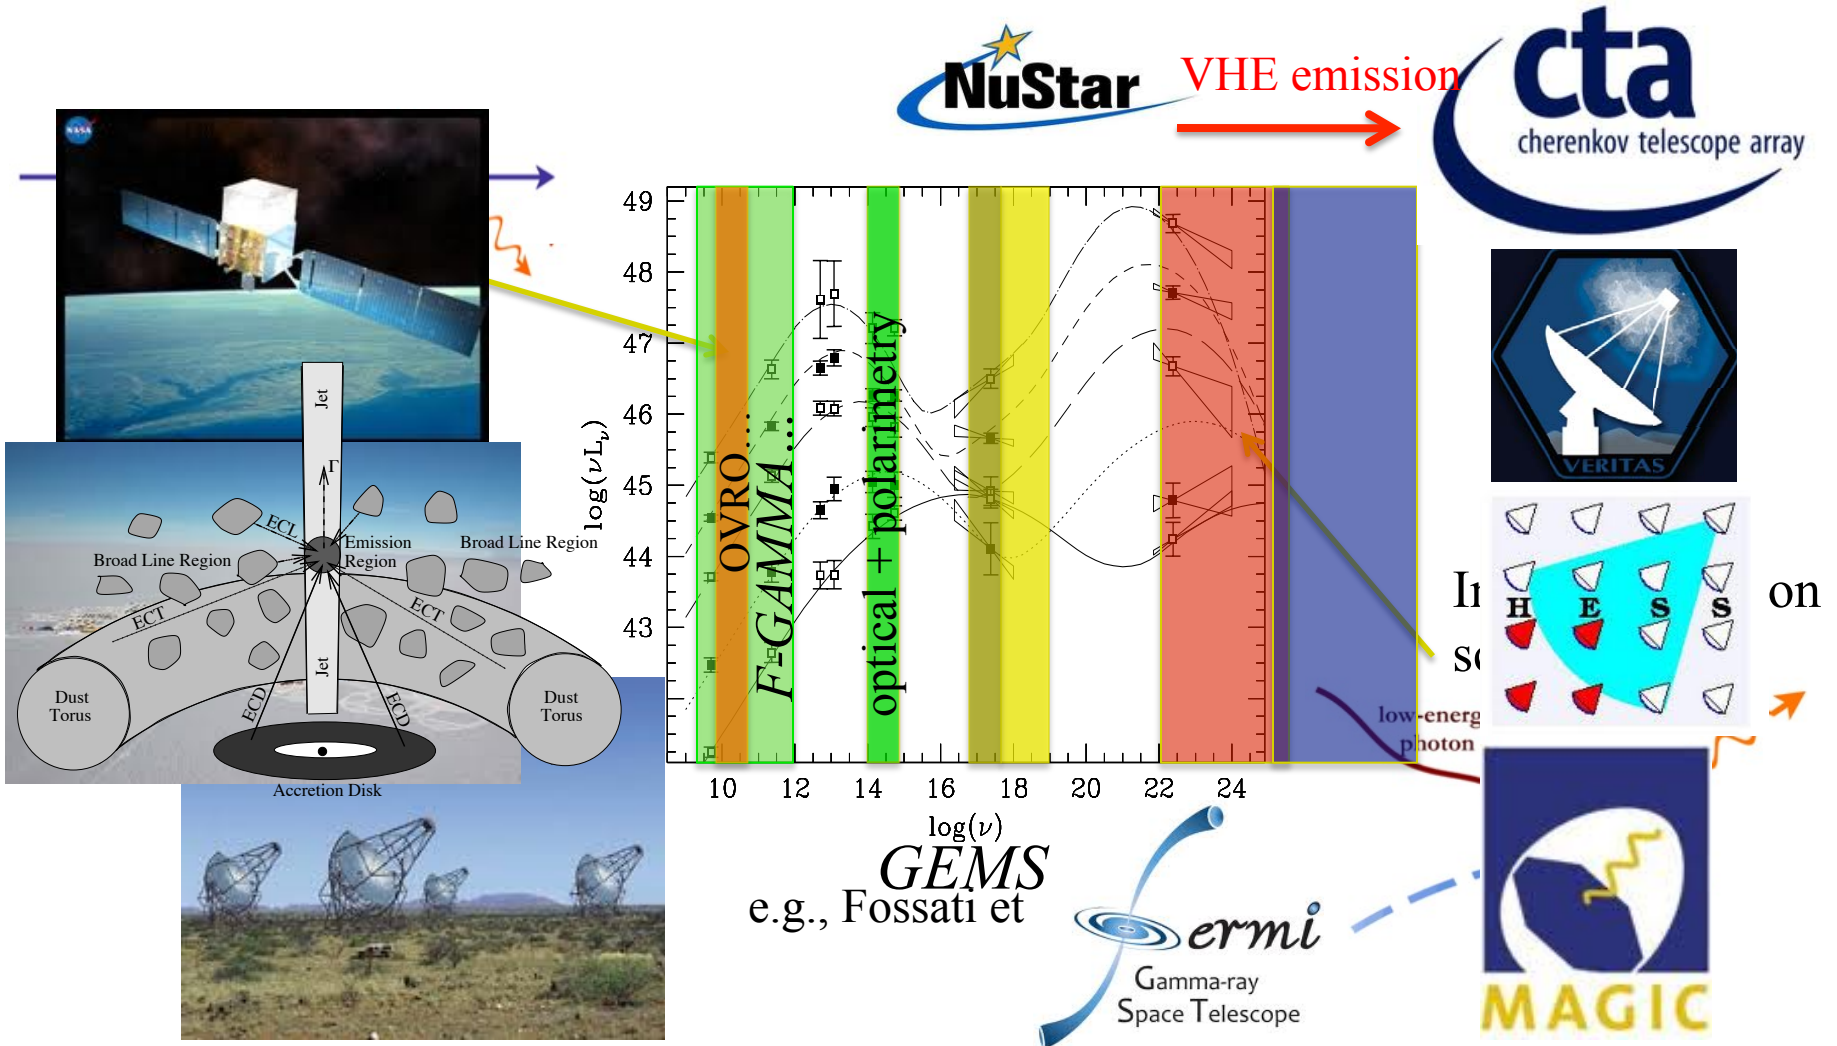 NuStar
VHE emission
cta
cherenkov telescope array
NASA
49
48
47
46
45
44
43
log(νLν)
OVRO ...
F-GAMMA ...
optical + polarimetry
10 12 14 16 18 20 22 24
log(ν)
GEMS
e.g., Fossati et
Jet
Γ
ECL
Emission
Region
Broad Line Region
Broad Line Region
ECT
ECT
Jet
ECD
ECD
Dust
Torus
Dust
Torus
Accretion Disk
VERITAS
H E S S
on
low-energ
photon
ermi
Gamma-ray
Space Telescope
MAGIC